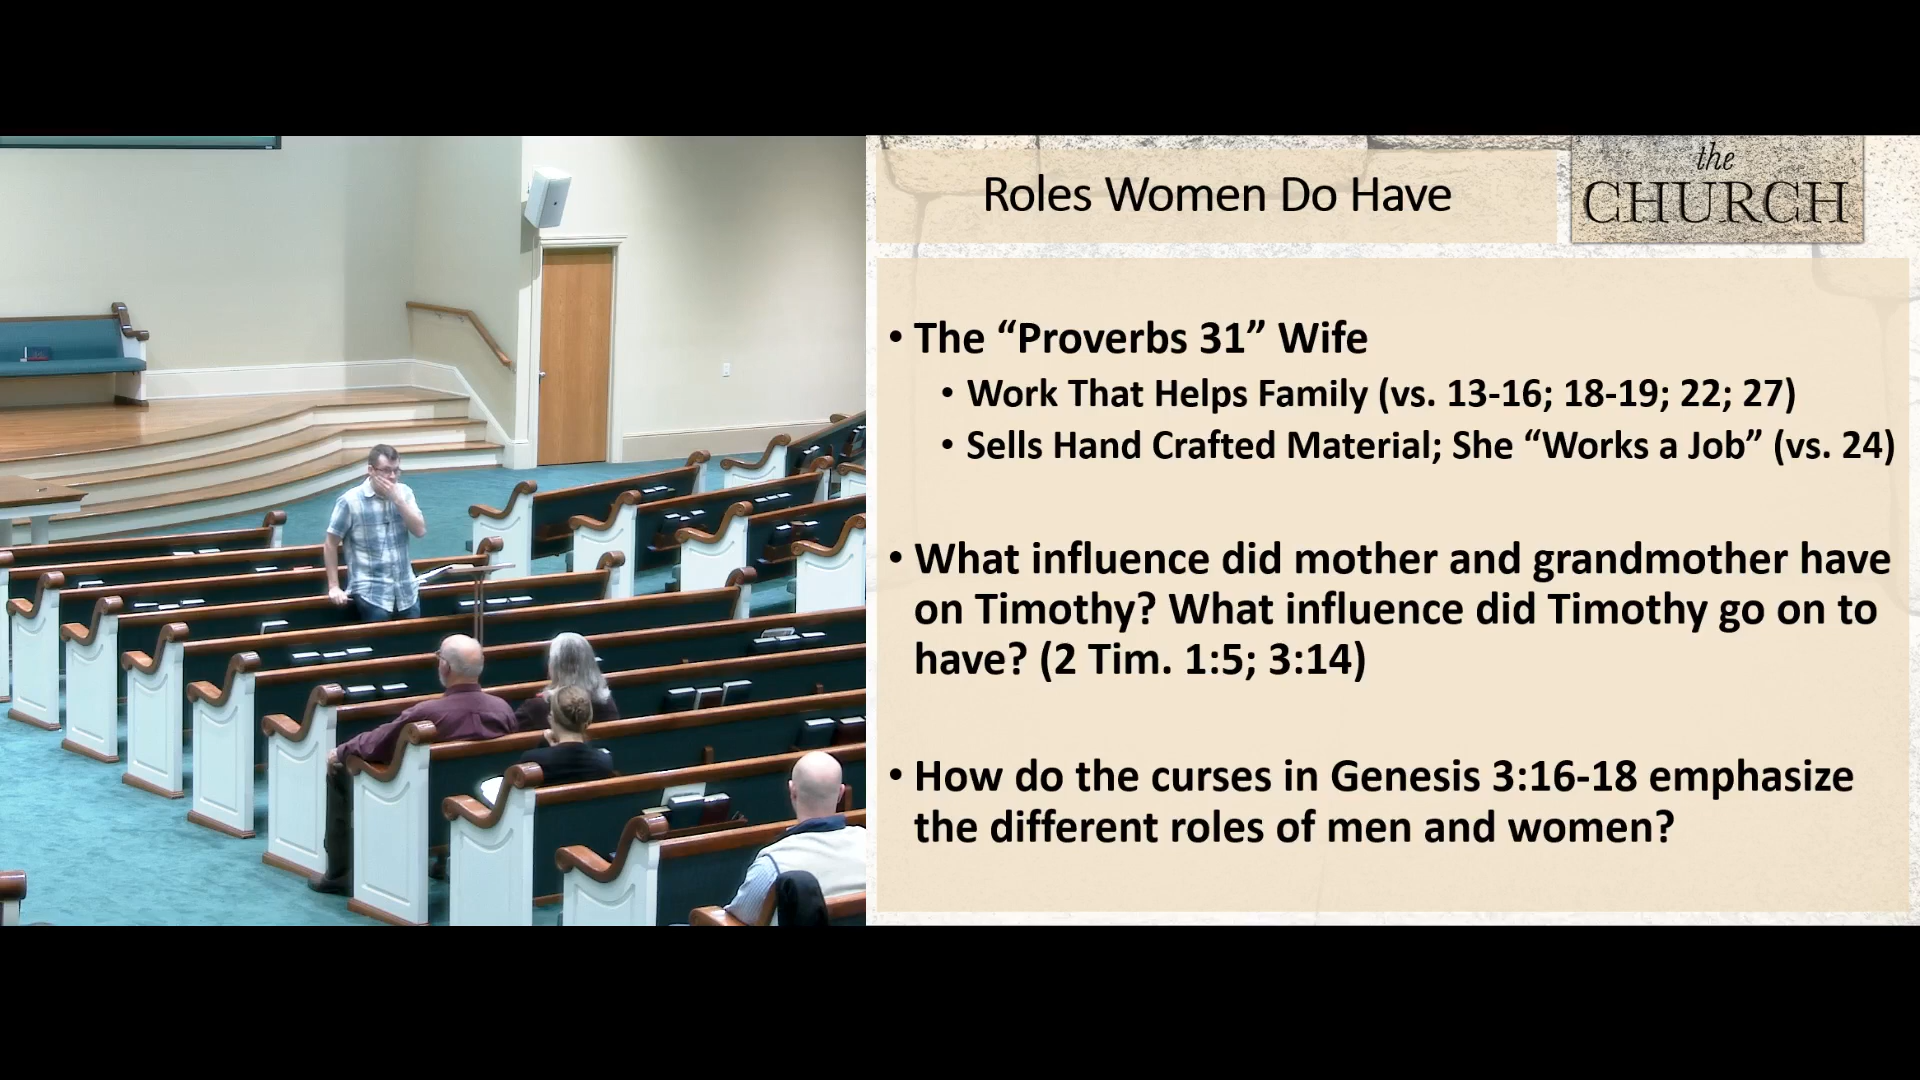 Roles Women Do Have
the
CHURCH
• The “Proverbs 31” Wife
• Work That Helps Family (vs. 13-16; 18-19; 22; 27)
• Sells Hand Crafted Material; She “Works a Job” (vs. 24)
• What influence did mother and grandmother have
on Timothy? What influence did Timothy go on to
have? (2 Tim. 1:5; 3:14)
• How do the curses in Genesis 3:16-18 emphasize
the different roles of men and women?